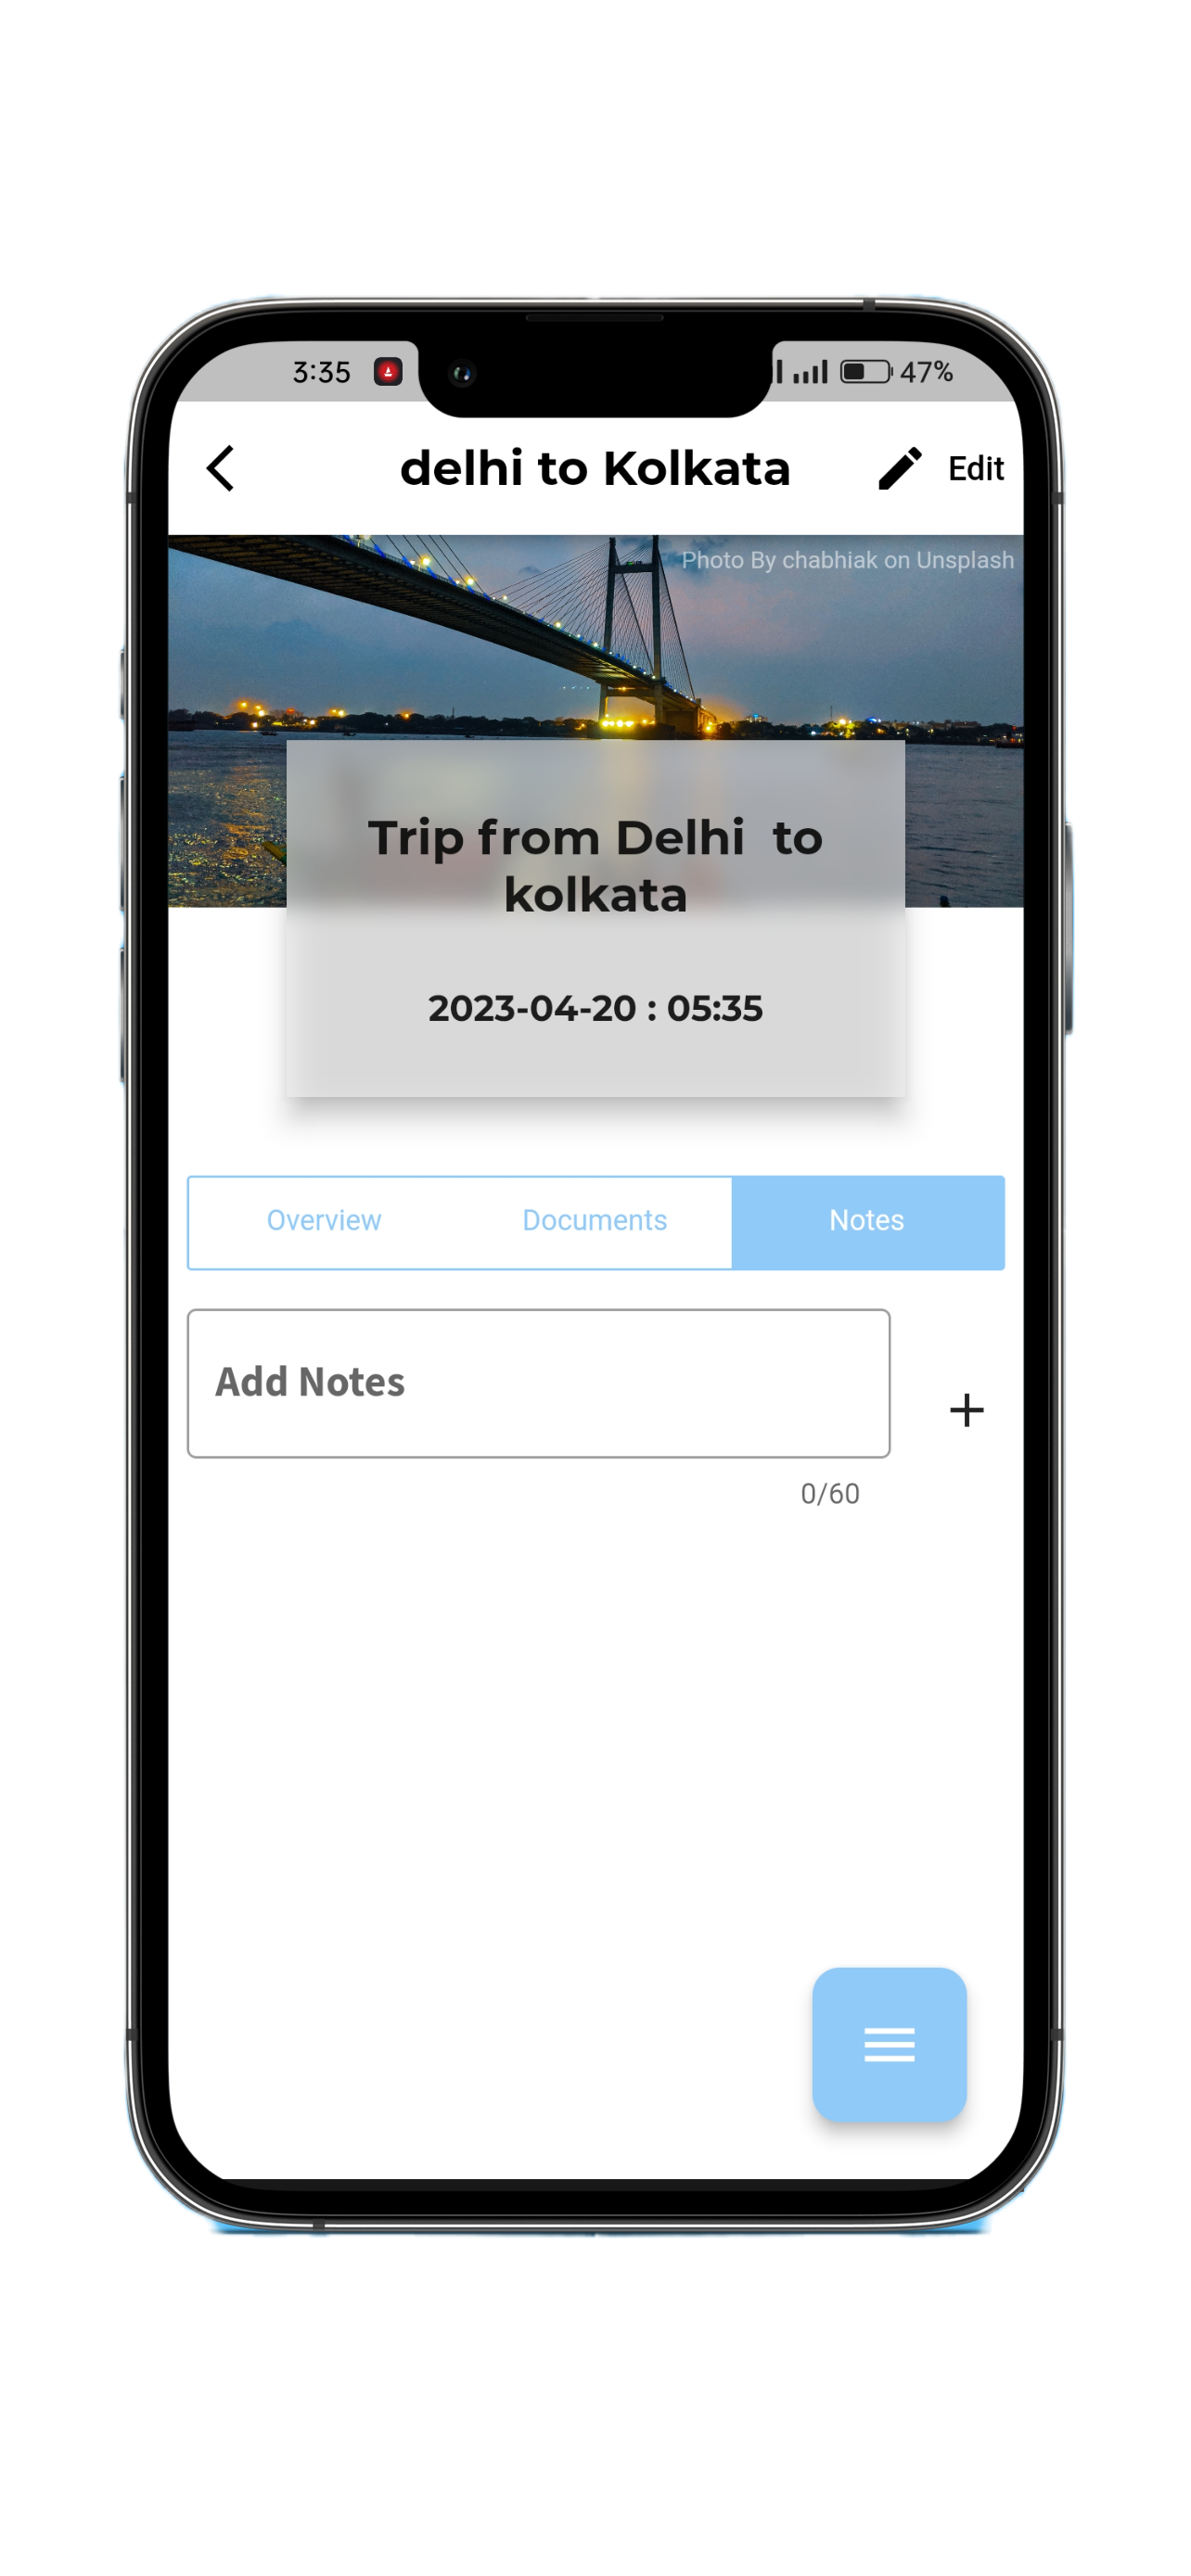 3:35
47%
delhi to Kolkata
Edit
Photo By chabhiak on Unsplash
Trip from Delhi  to
kolkata
2023-04-20 : 05:35
Overview Documents Notes
Add Notes
+
0/60